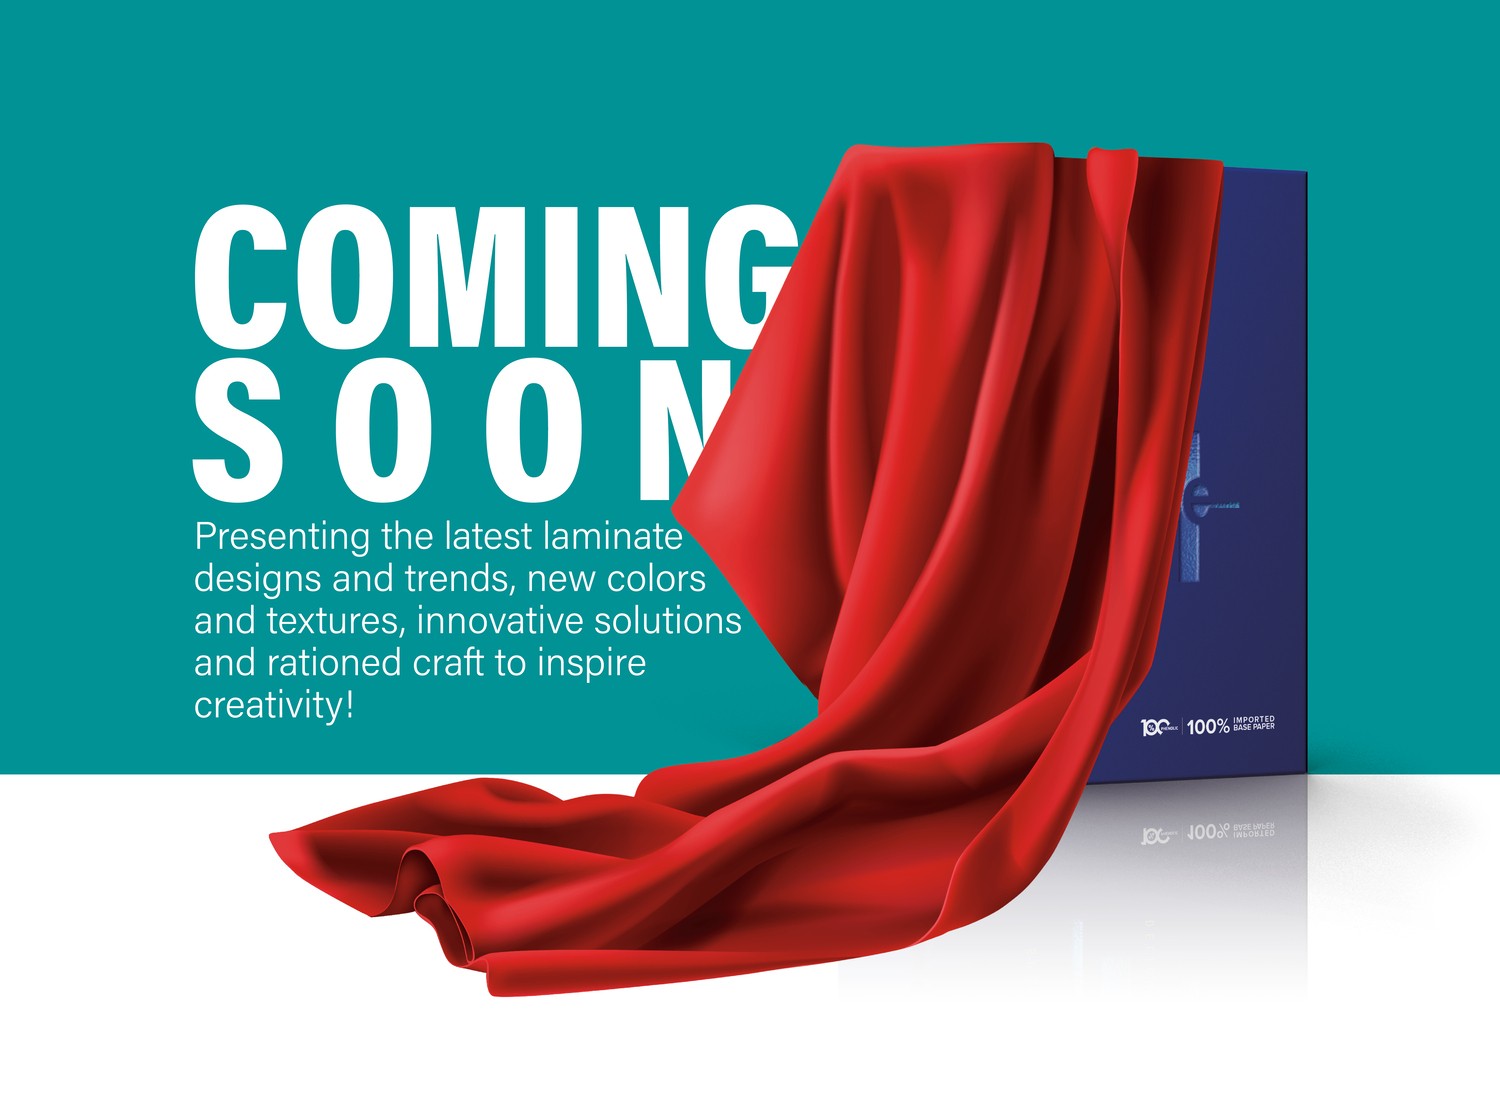 COMING
SOON
Presenting the latest laminate
designs and trends, new colors
and textures, innovative solutions
and rationed craft to inspire
creativity!
e
100% 
100% IMPORTED
BASE PAPER